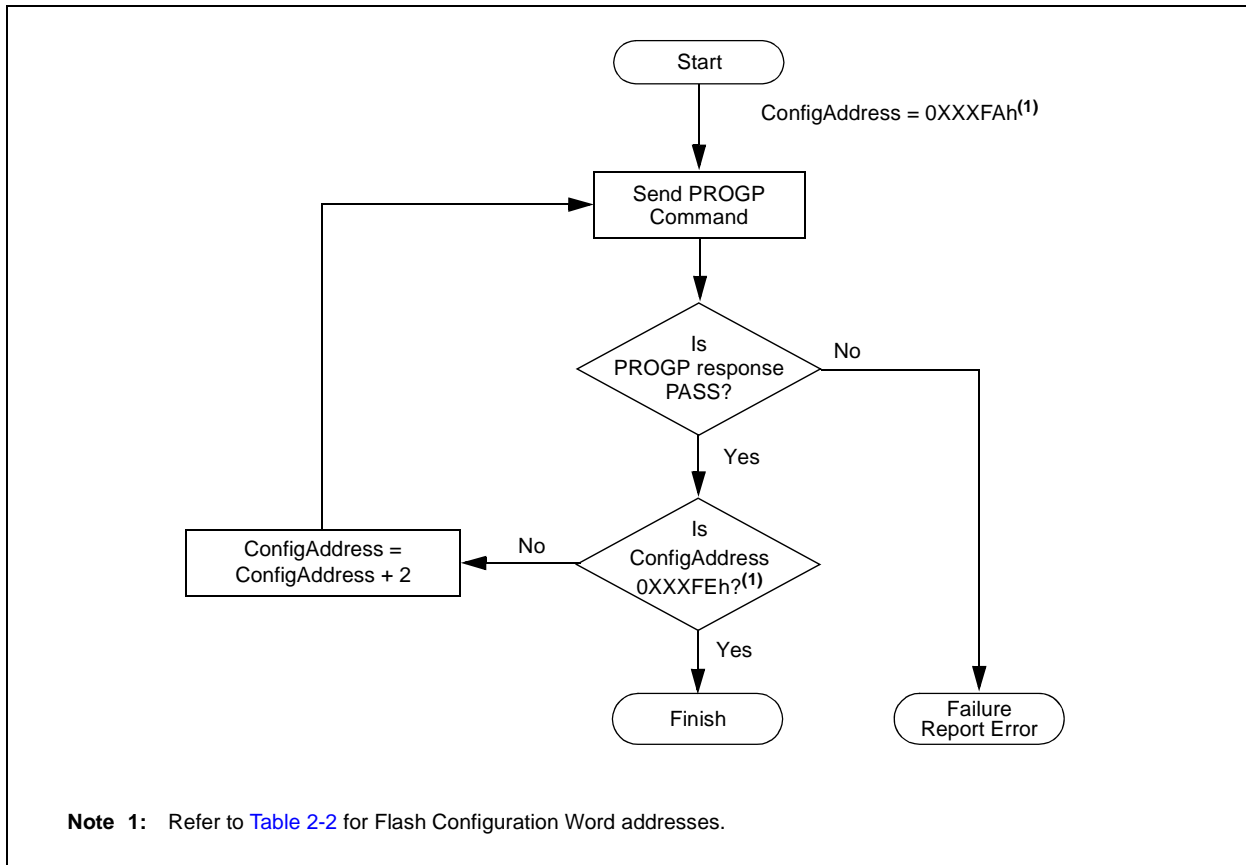 Start
ConfigAddress = 0XXXFAh(1)
Send PROGP
Command
Is
PROGP response
PASS?
No
Yes
Is
ConfigAddress
0XXXFEh?(1)
No
ConfigAddress =
ConfigAddress + 2
Yes
Finish
Failure
Report Error
Note 1: Refer to Table 2-2 for Flash Configuration Word addresses.